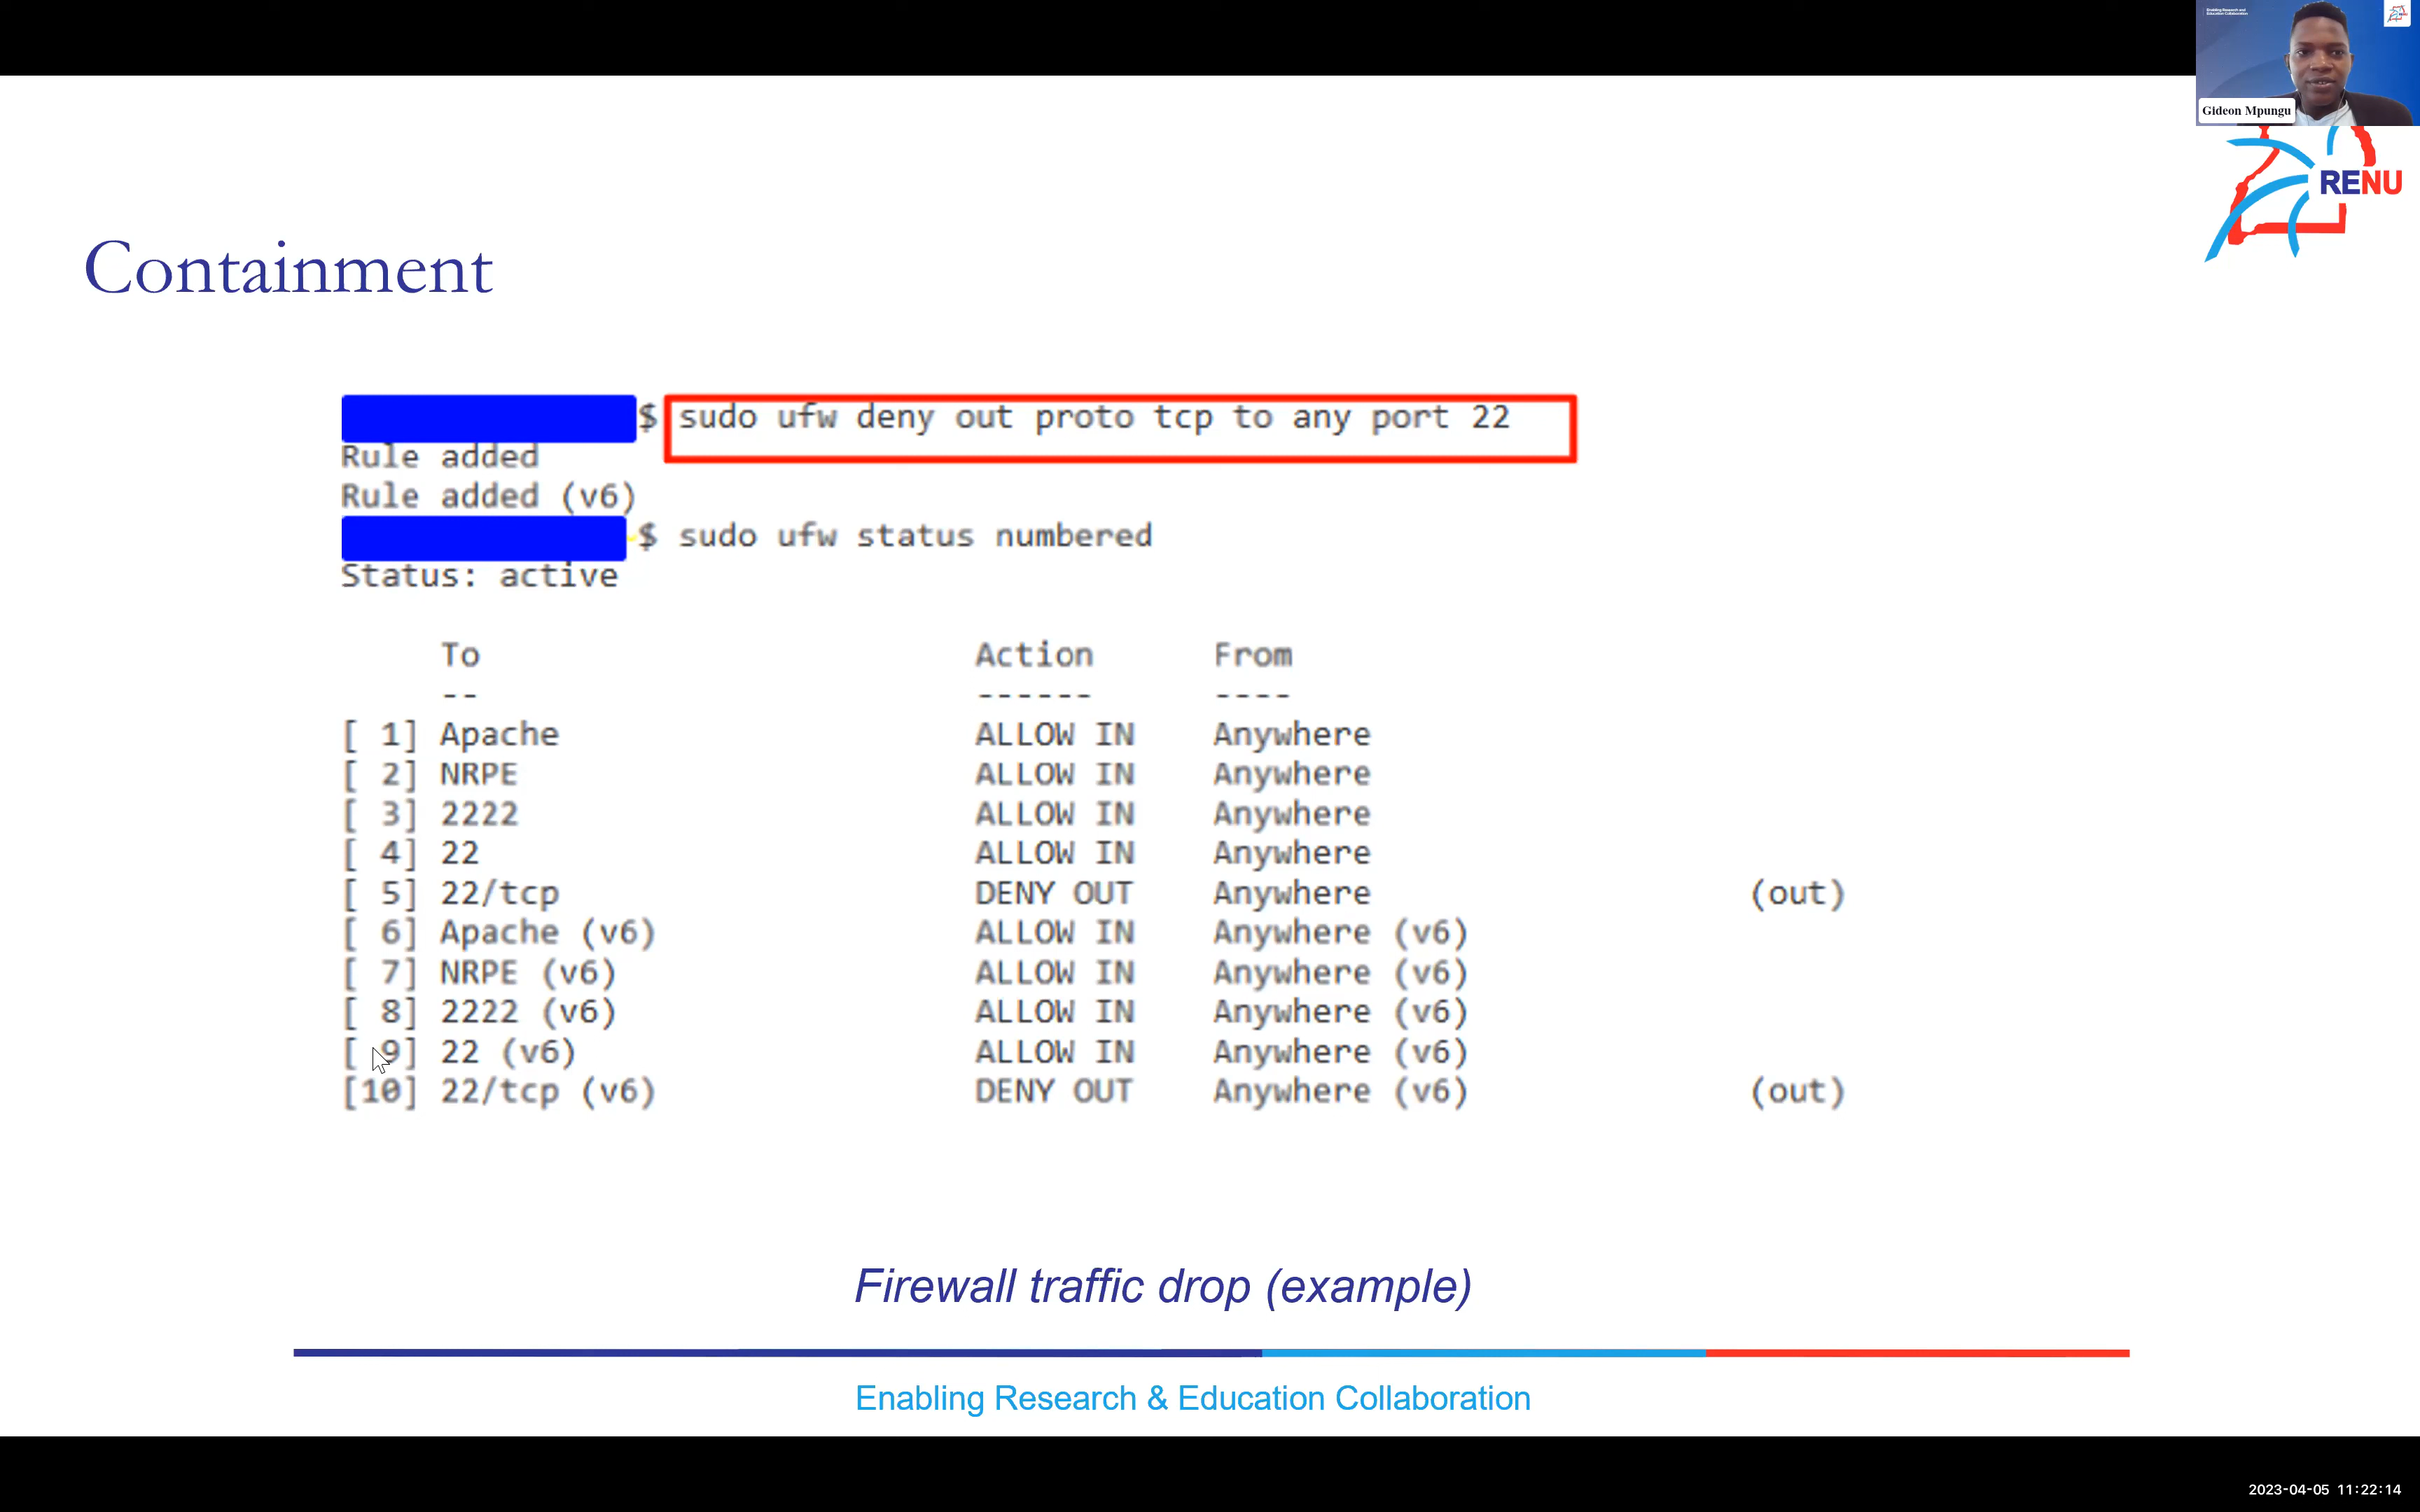 Enabling Research and
Education Collaboration
Gideon Mpungu
RENU
Containment
$ sudo ufw deny out proto tcp to any port 22
Rule added
Rule added (v6)
$ sudo ufw status numbered
Status: active
To Action From
-- ------ ----
[ 1] Apache ALLOW IN Anywhere
[ 2] NRPE ALLOW IN Anywhere
[ 3] 2222 ALLOW IN Anywhere
[ 4] 22 ALLOW IN Anywhere
[ 5] 22/tcp DENY OUT Anywhere (out)
[ 6] Apache (v6) ALLOW IN Anywhere (v6)
[ 7] NRPE (v6) ALLOW IN Anywhere (v6)
[ 8] 2222 (v6) ALLOW IN Anywhere (v6)
[ 9] 22 (v6) ALLOW IN Anywhere (v6)
[10] 22/tcp (v6) DENY OUT Anywhere (v6) (out)
Firewall traffic drop (example)
Enabling Research & Education Collaboration
2023-04-05 11:22:14